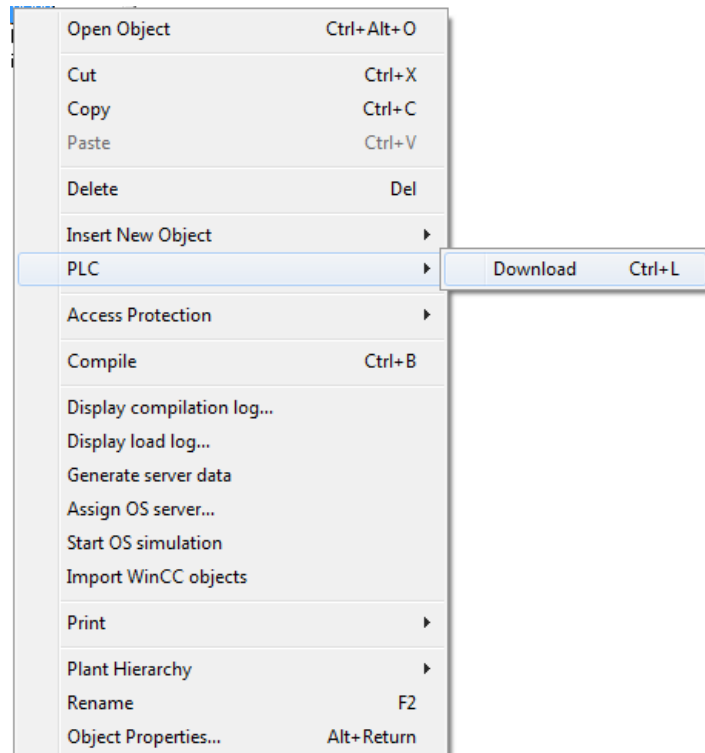 Open Object Ctrl+Alt+O
Cut Ctrl+X
Copy Ctrl+C
Paste Ctrl+V
Delete Del
Insert New Object
PLC
Download Ctrl+L
Access Protection
Compile Ctrl+B
Display compilation log...
Display load log...
Generate server data
Assign OS server...
Start OS simulation
Import WinCC objects
Print
Plant Hierarchy
Rename F2
Object Properties... Alt+Return